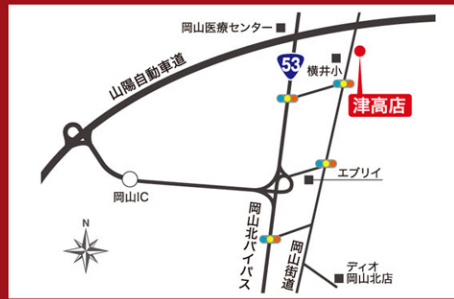 岡山医療センター
53
横井小
山陽自動車道
津高店
エブリイ
岡山IC
N
岡山北バイパス
岡山街道
ディオ
岡山北店